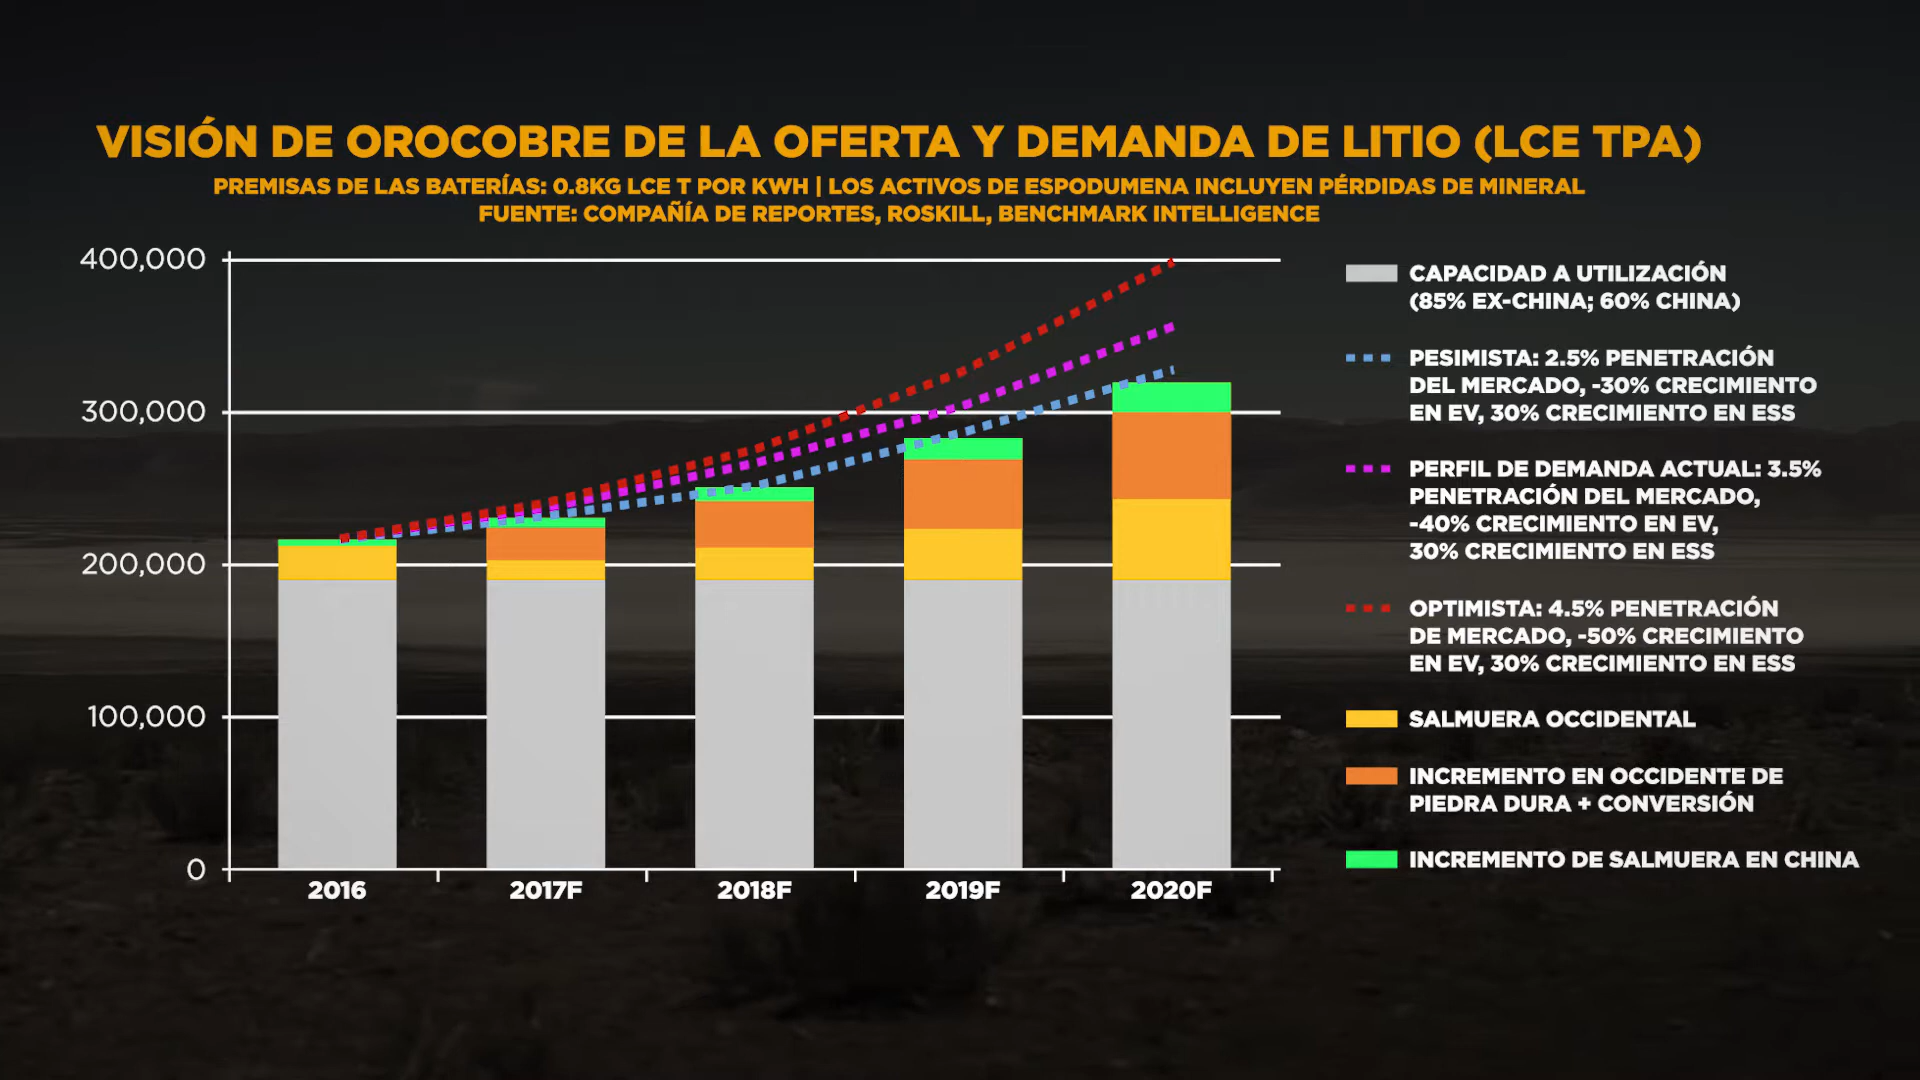 VISIÓN DE OROCOBRE DE LA OFERTA Y DEMANDA DE LITIO (LCE TPA)
PREMISAS DE LAS BATERÍAS: 0.8KG LCE T POR KWH | LOS ACTIVOS DE ESPODUMENA INCLUYEN PÉRDIDAS DE MINERAL
FUENTE: COMPAÑÍA DE REPORTES, ROSKILL, BENCHMARK INTELLIGENCE
400,000
300,000
200,000
100,000
0
2016
2017F
2018F
2019F
2020F
CAPACIDAD A UTILIZACIÓN
(85% EX-CHINA; 60% CHINA)
PESIMISTA: 2.5% PENETRACIÓN
DEL MERCADO, -30% CRECIMIENTO
EN EV, 30% CRECIMIENTO EN ESS
PERFIL DE DEMANDA ACTUAL: 3.5%
PENETRACIÓN DEL MERCADO,
-40% CRECIMIENTO EN EV,
30% CRECIMIENTO EN ESS
OPTIMISTA: 4.5% PENETRACIÓN
DE MERCADO, -50% CRECIMIENTO
EN EV, 30% CRECIMIENTO EN ESS
SALMUERA OCCIDENTAL
INCREMENTO EN OCCIDENTE DE
PIEDRA DURA + CONVERSIÓN
INCREMENTO DE SALMUERA EN CHINA